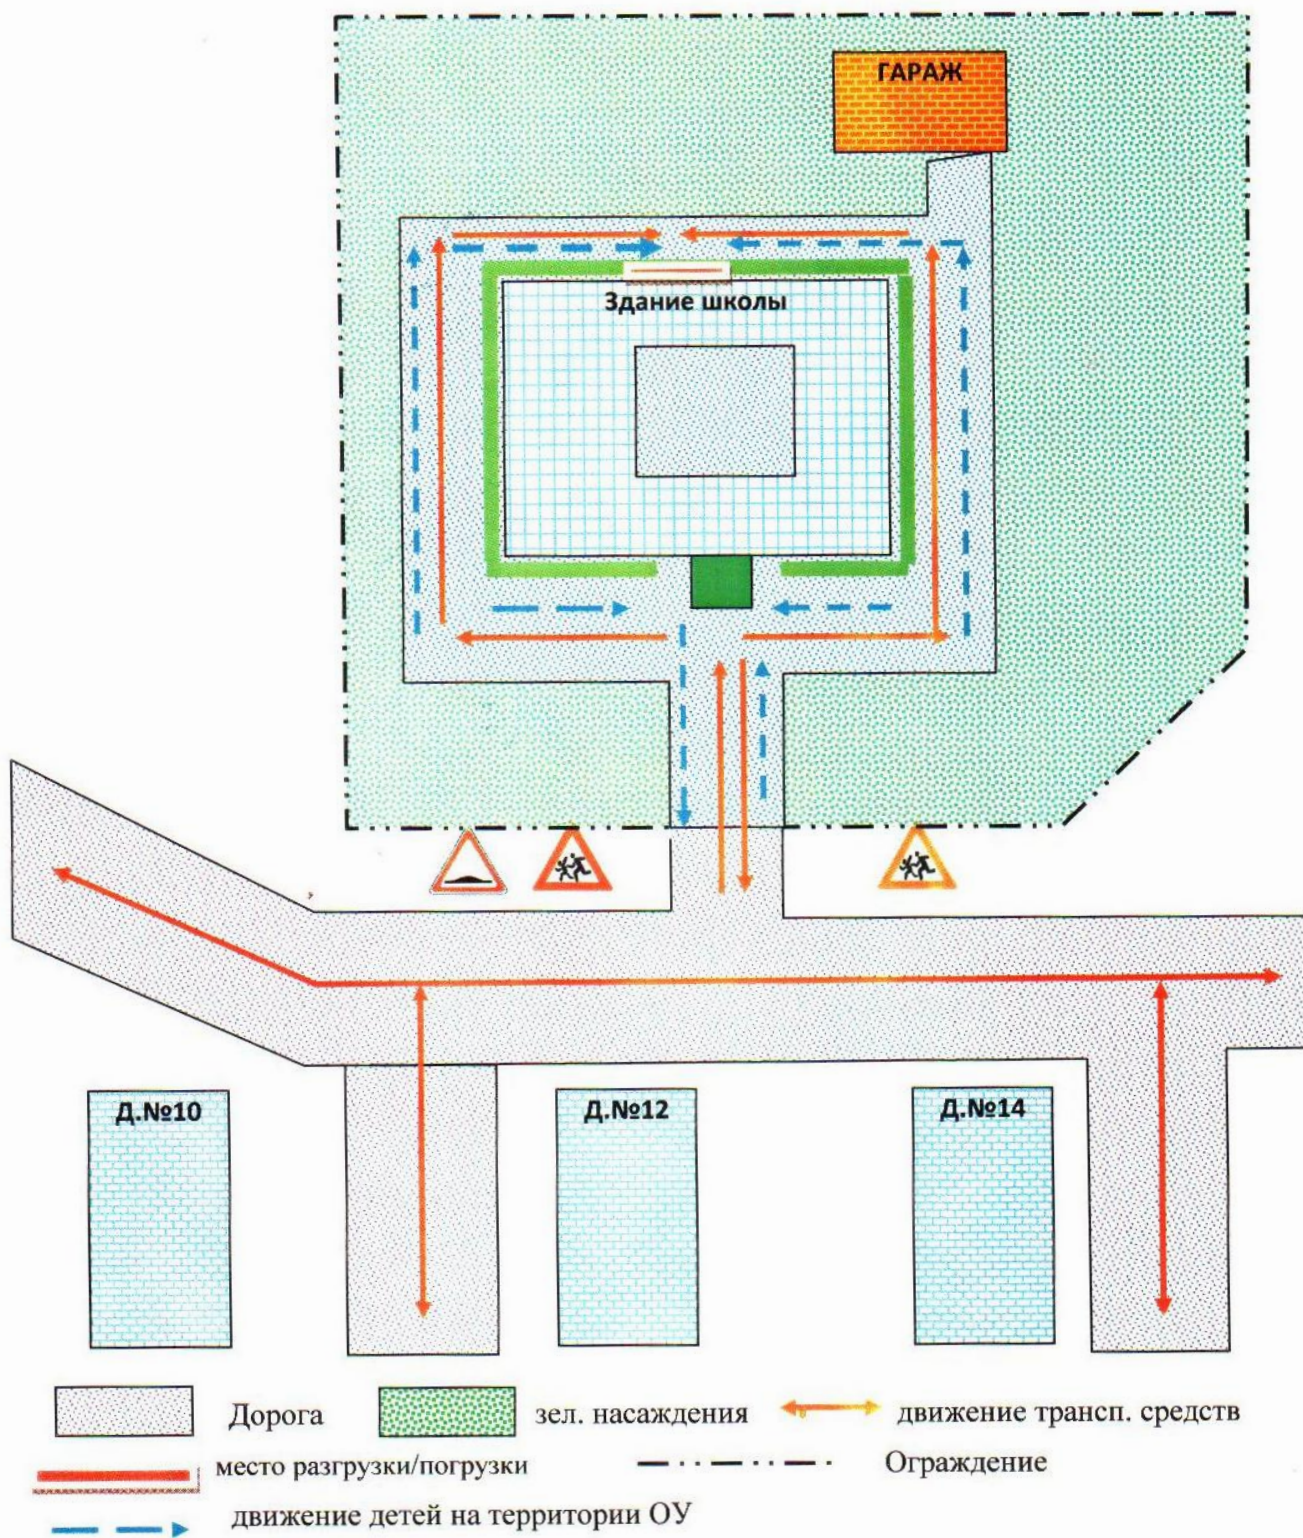 ГАРАЖ
Здание школы
Д.№10
Д.№12
Д.№14
Дорога
зел. насаждения
движение трансп. средств
место разгрузки/погрузки
Ограждение
движение детей на территории ОУ